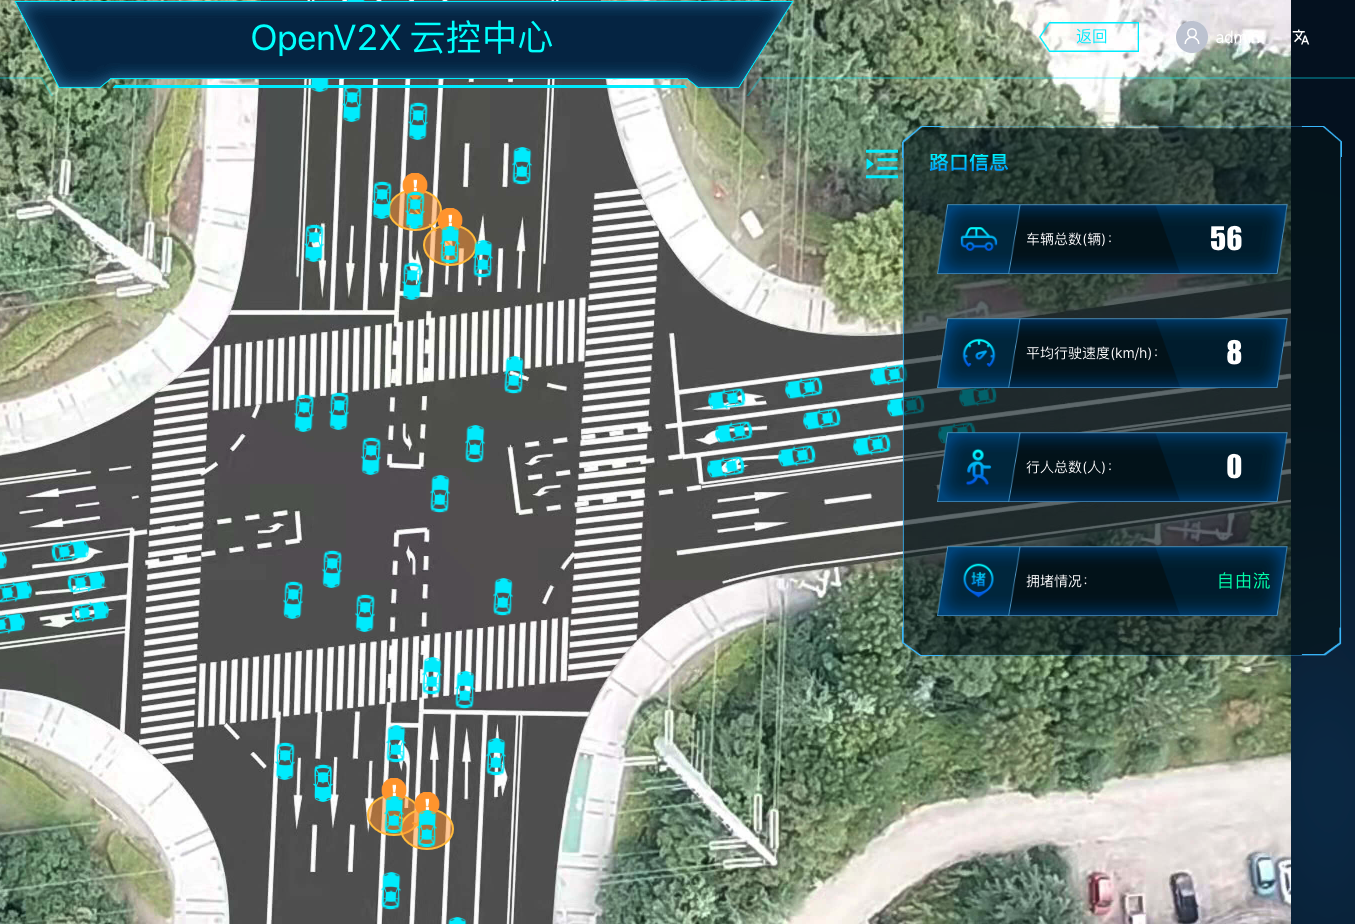 OpenV2X 云控中心
返回
路口信息
车辆总数(辆):
56
平均行驶速度(km/h):
8
行人总数(人):
0
堵
拥堵情况:
自由流